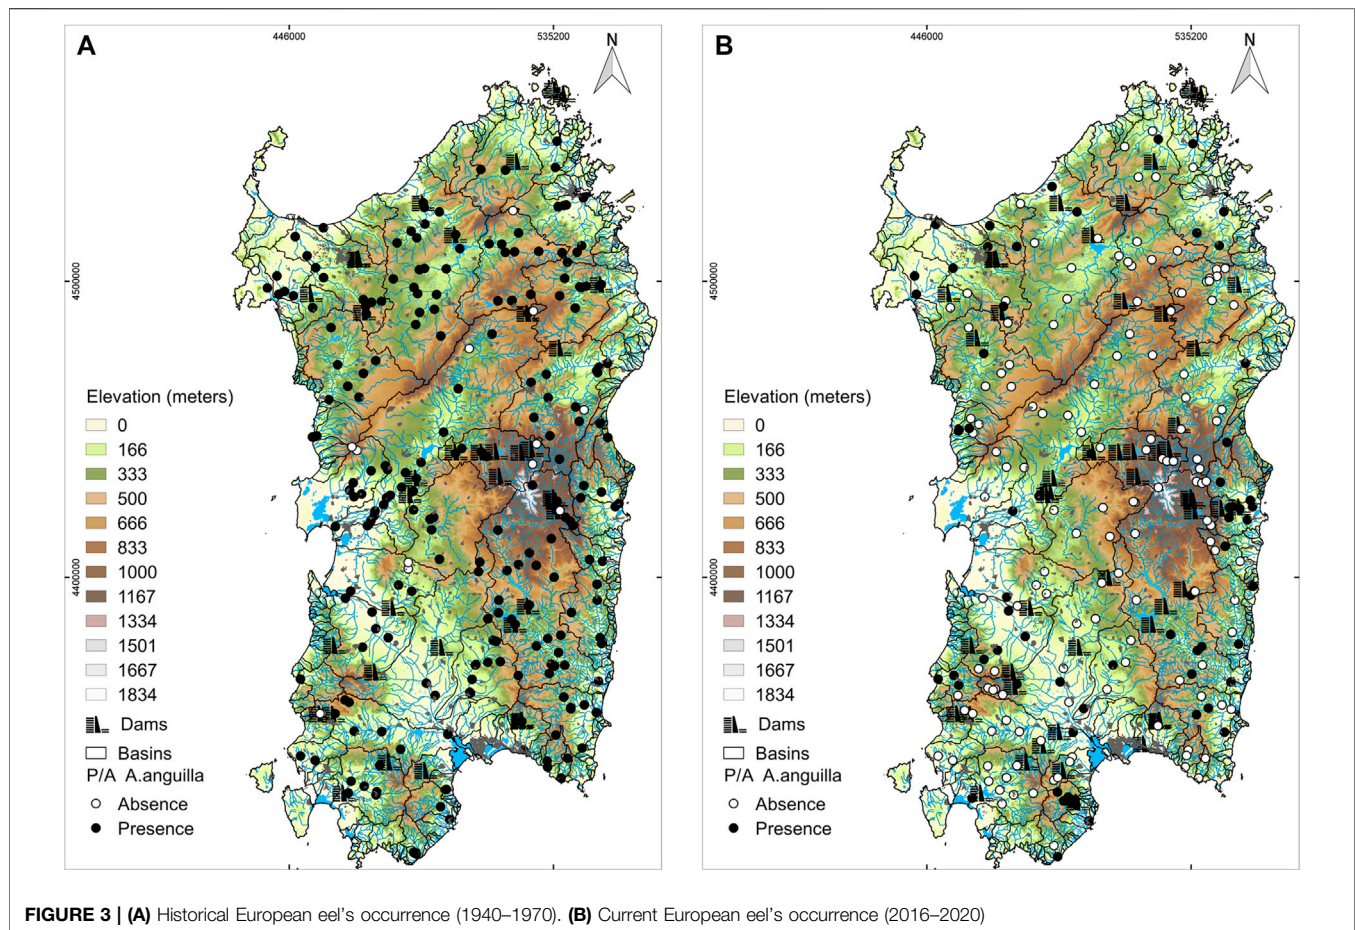 A
446000
535200
N
4500000
4400000
Elevation (meters)
0
166
333
500
666
833
1000
1167
1334
1501
1667
1834
Dams
Basins
P/A A.anguilla
Absence
Presence
B
446000
535200
N
4500000
4400000
Elevation (meters)
0
166
333
500
666
833
1000
1167
1334
1501
1667
1834
Dams
Basins
P/A A.anguilla
Absence
Presence
FIGURE 3 | (A) Historical European eel's occurrence (1940–1970). (B) Current European eel's occurrence (2016–2020)